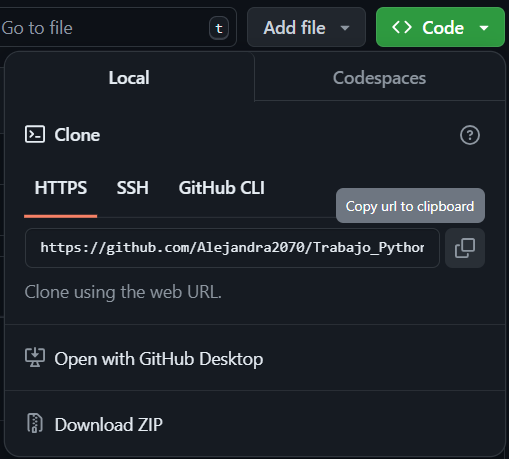 Go to file
t
Add file
Code
Local
Codespaces
Clone
HTTPS
SSH
GitHub CLI
Copy url to clipboard
https://github.com/Alejandra2070/Trabajo_Python
Clone using the web URL.
Open with GitHub Desktop
Download ZIP